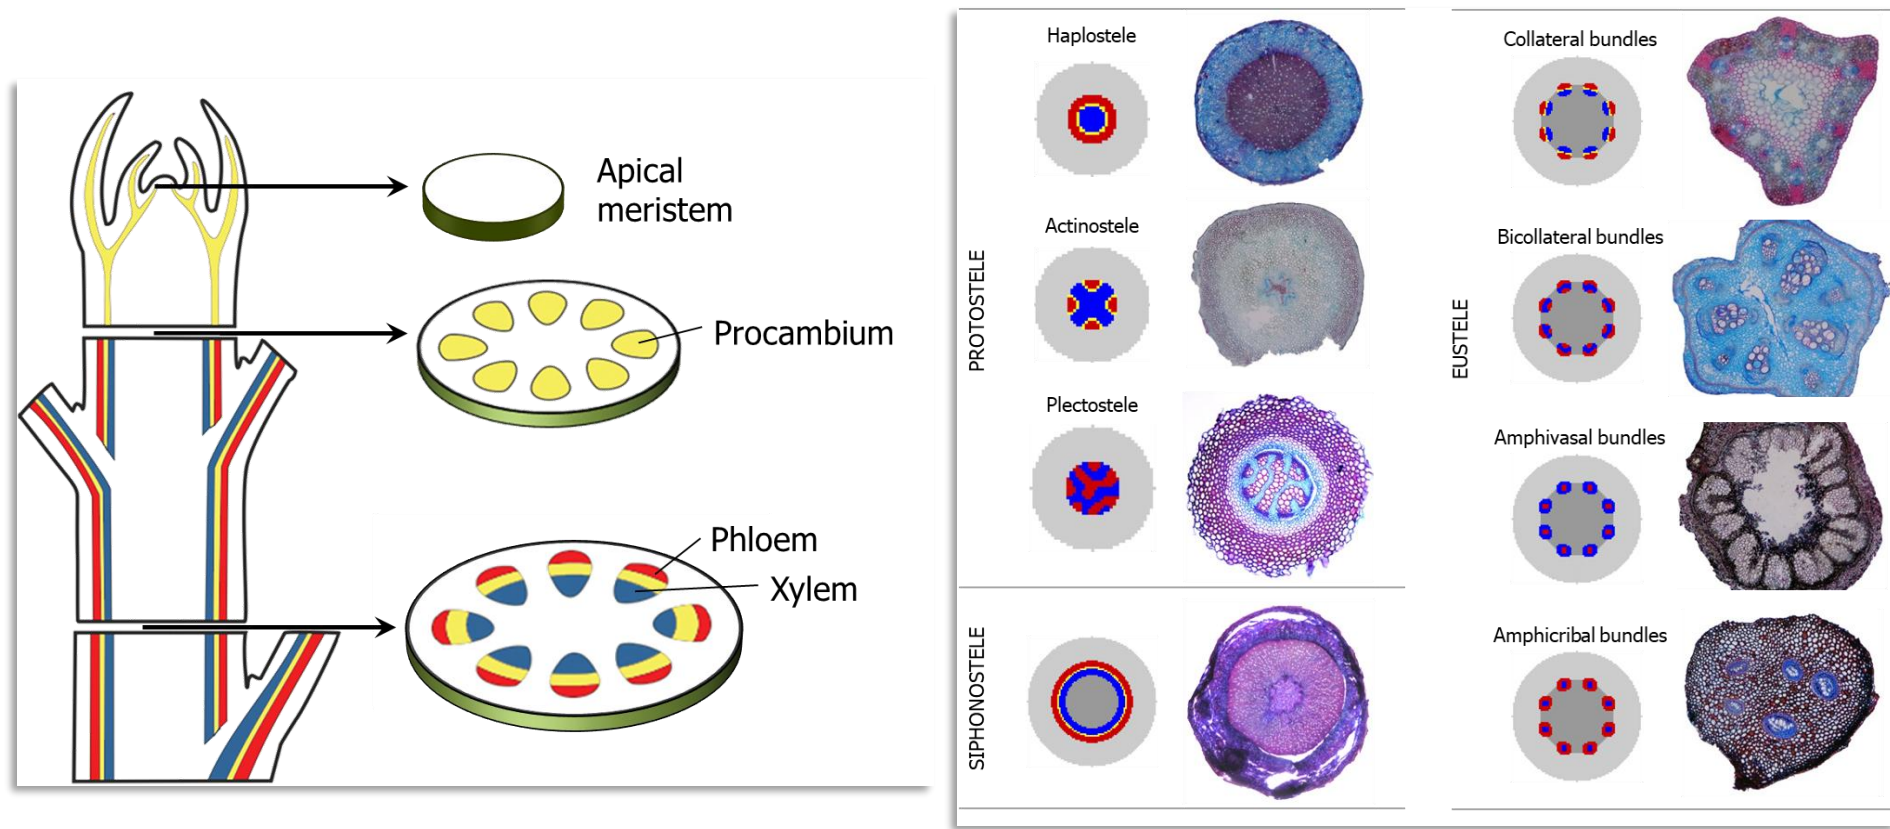 Apical
meristem
Procambium
Phloem
Xylem
PROTOSTELE
Haplostele
Actinostele
Plectostele
SIPHONOSTELE
EUSTELE
Collateral bundles
Bicollateral bundles
Amphivasal bundles
Amphicribal bundles